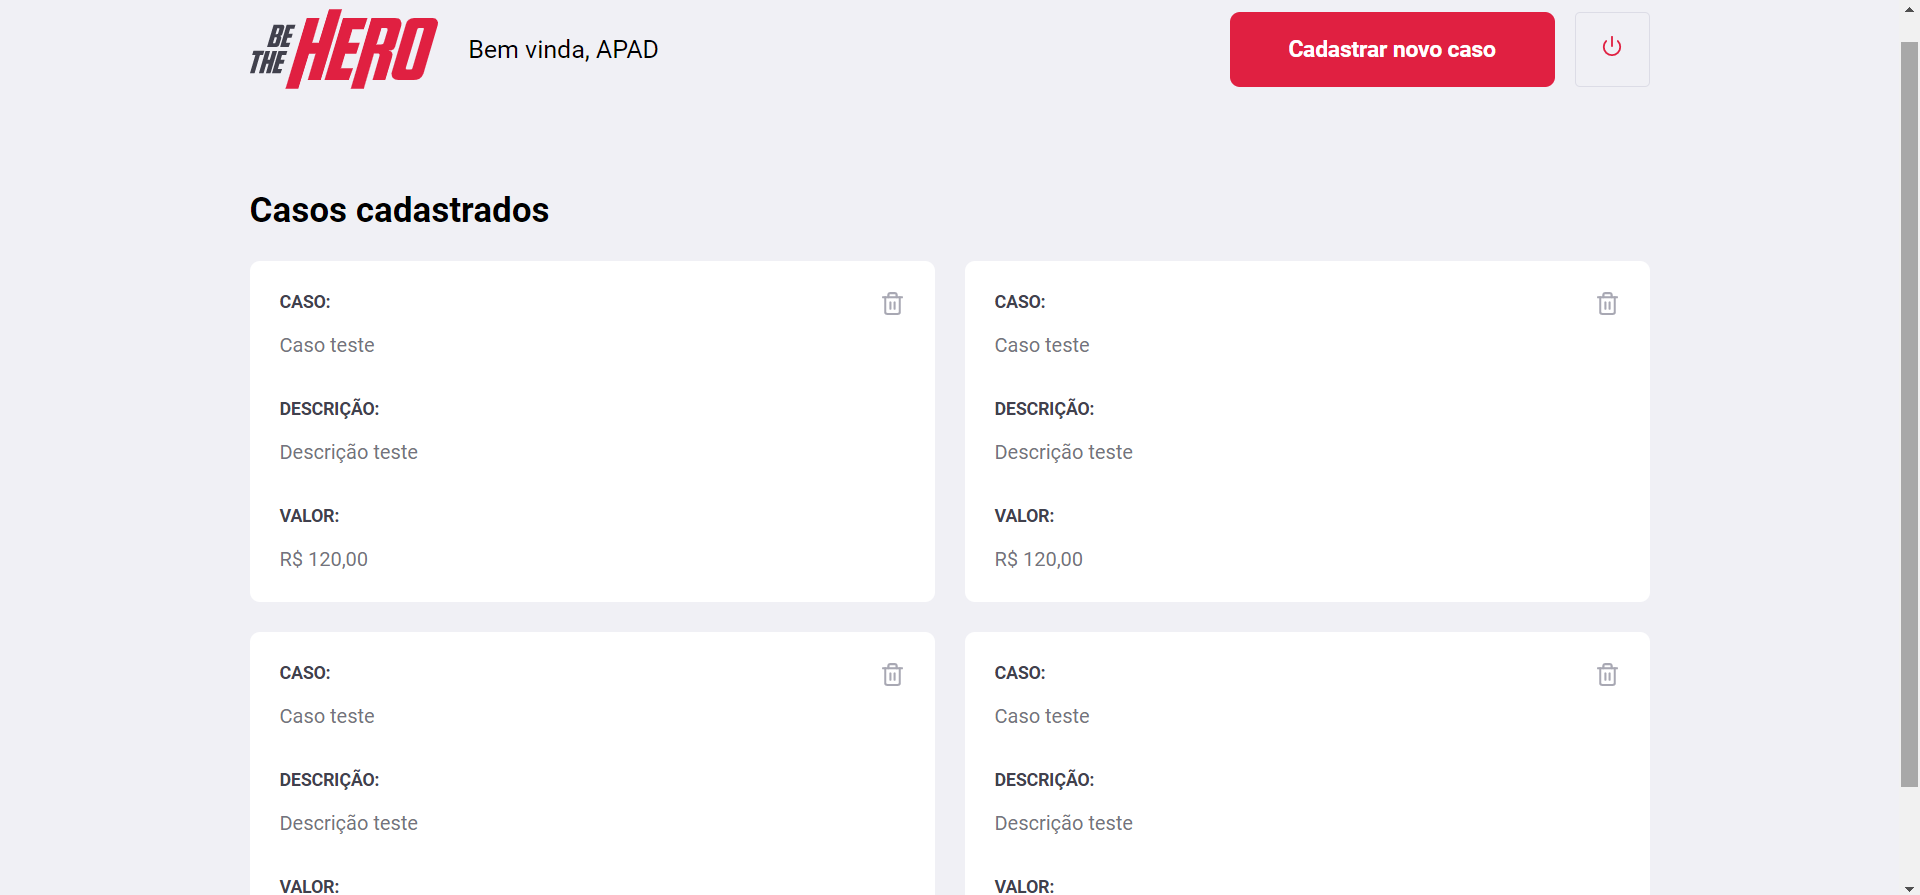 BE THE HERO
Bem vinda, APAD
Cadastrar novo caso
Casos cadastrados
CASO:
Caso teste
DESCRIÇÃO:
Descrição teste
VALOR:
R$ 120,00
CASO:
Caso teste
DESCRIÇÃO:
Descrição teste
VALOR:
R$ 120,00
CASO:
Caso teste
DESCRIÇÃO:
Descrição teste
VALOR:
CASO:
Caso teste
DESCRIÇÃO:
Descrição teste
VALOR: